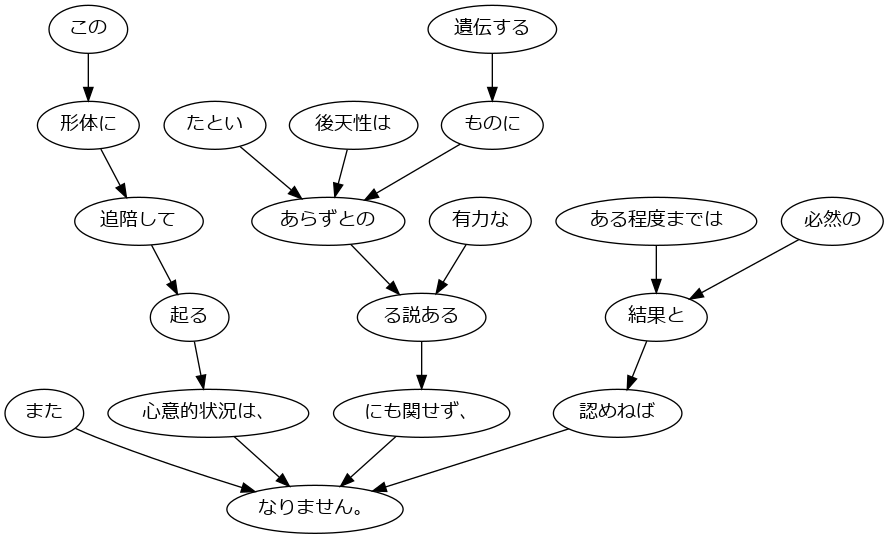 この
遺伝する
形体に
たとい
後天性は
ものに
追陪して
あらずとの
有力な
ある程度までは
必然の
起る
る説ある
結果と
また
心意的状況は、
にも関せず、
認めねば
なりません。